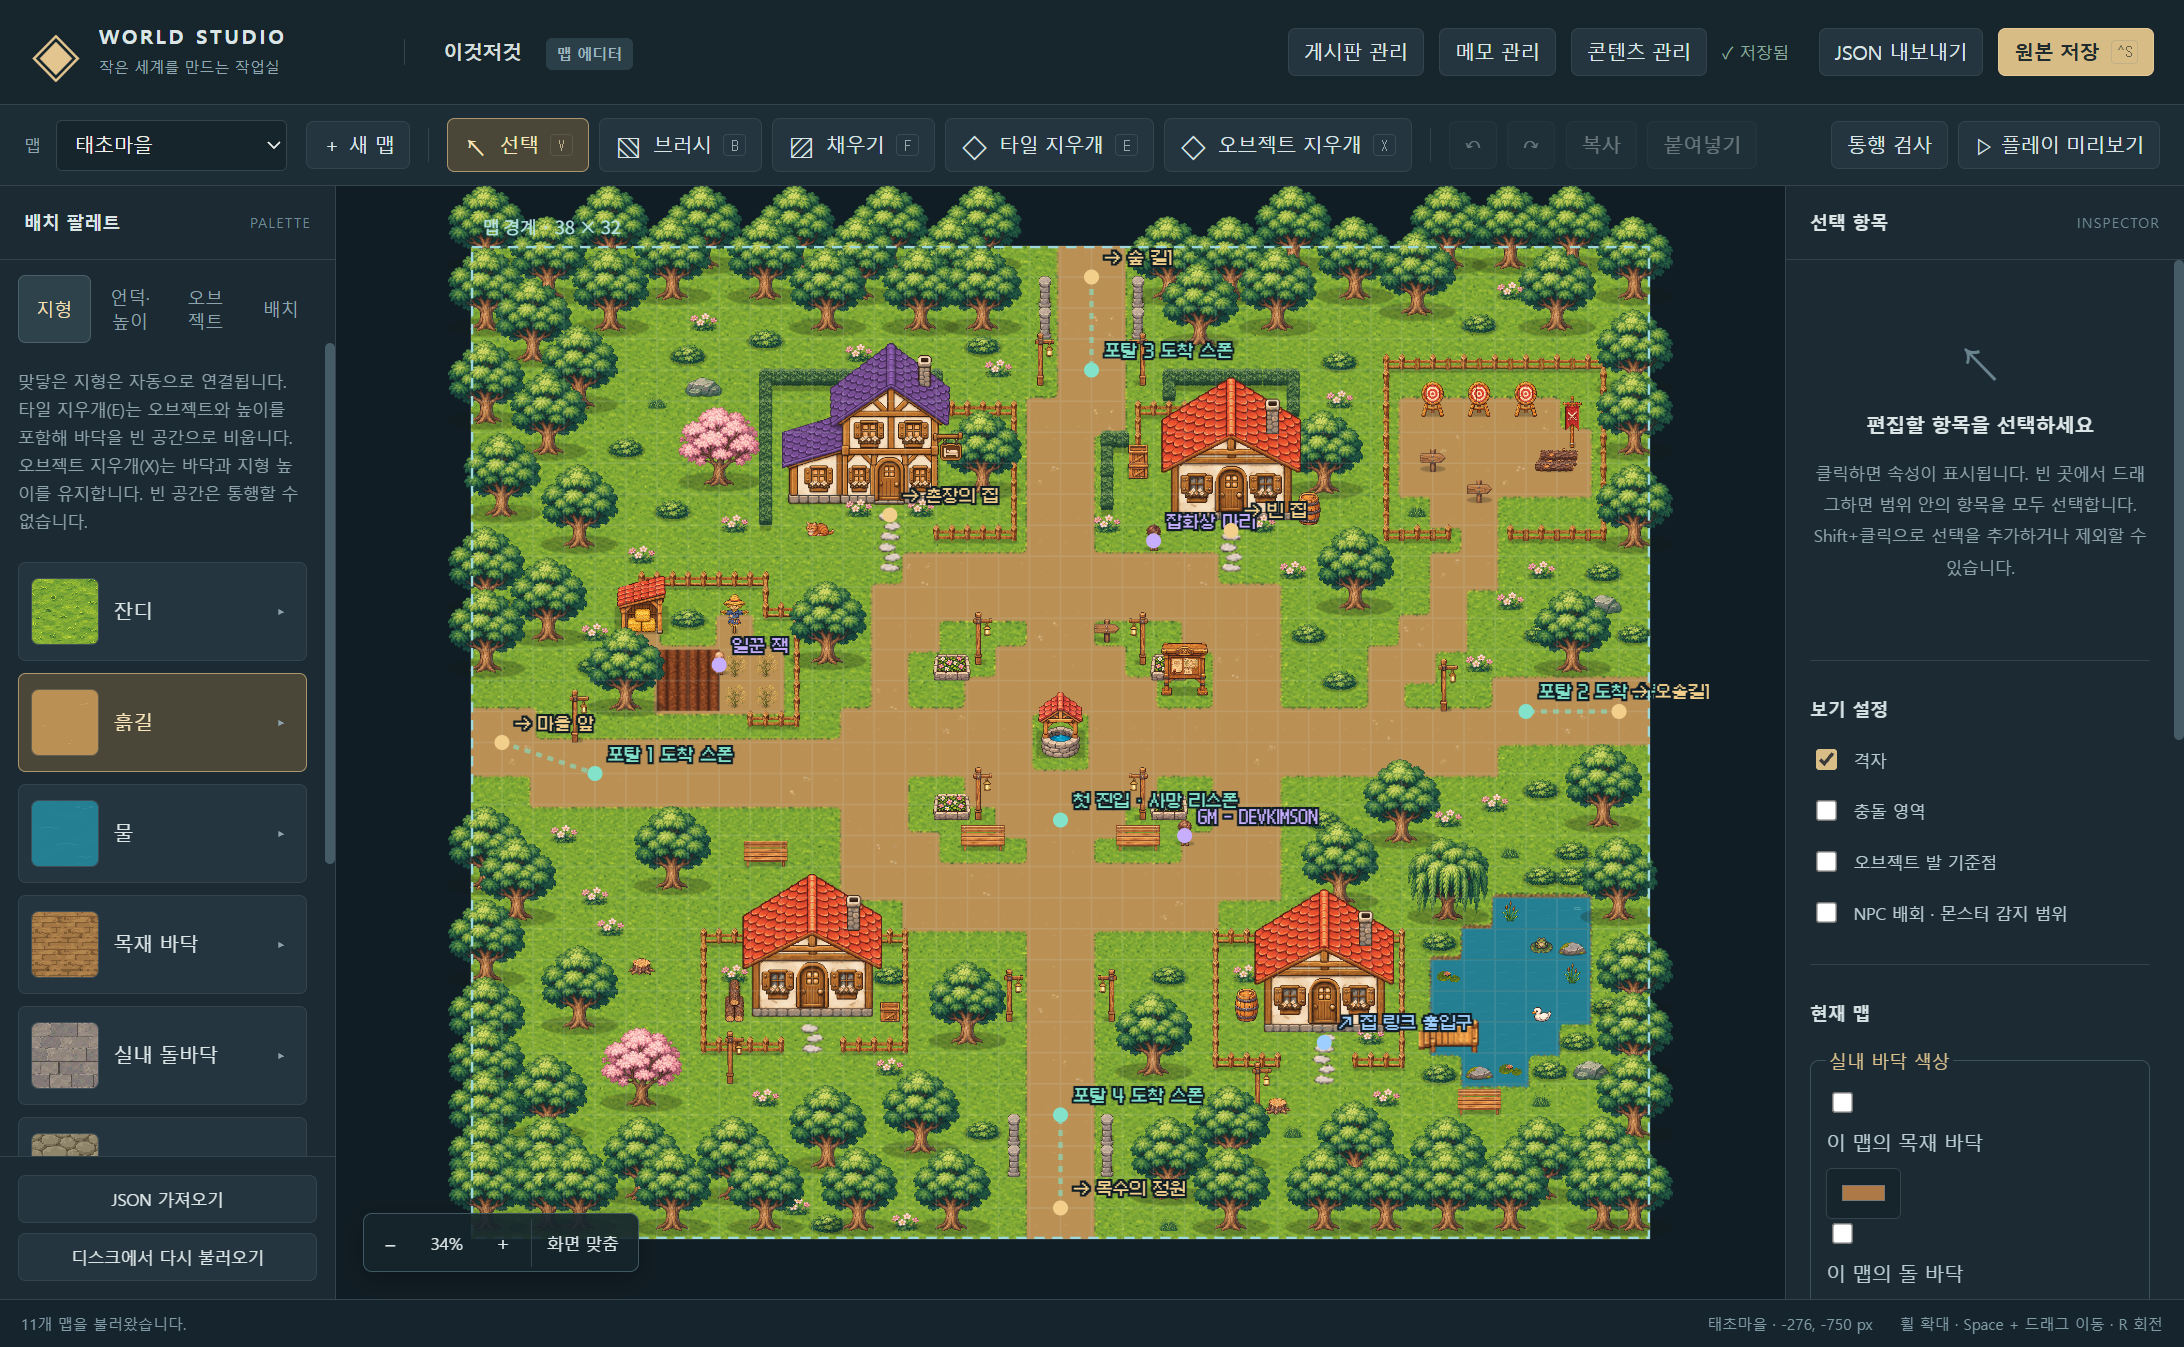 WORLD STUDIO
작은 세계를 만드는 작업실
이것저것
맵 에디터
게시판 관리
메모 관리
콘텐츠 관리
✓ 저장됨
JSON 내보내기
원본 저장 ^S
맵
태초마을
+ 새 맵
선택 V
브러시 B
채우기 F
타일 지우개 E
오브젝트 지우개 X
복사
붙여넣기
통행 검사
▷ 플레이 미리보기
배치 팔레트
PALETTE
지형
언덕·
높이
오브
젝트
배치
맞닿은 지형은 자동으로 연결됩니다.
타일 지우개(E)는 오브젝트와 높이를
포함해 바닥을 빈 공간으로 비웁니다.
오브젝트 지우개(X)는 바닥과 지형 높
이를 유지합니다. 빈 공간은 통행할 수
없습니다.
잔디
흙길
물
목재 바닥
실내 돌바닥
JSON 가져오기
디스크에서 다시 불러오기
맵 경계 · 38 × 32
→ 숲 길1
포탈 3 도착 스폰
→ 촌장의 집
잡화상 미리
→ 빈 집
일꾼 잭
→ 마을 앞
포탈 1 도착 스폰
포탈 2 도착
→ 오솔길1
첫 진입 · 사망 리스폰
GM - DEVKIMSON
↗ 집 링크 출입구
포탈 4 도착 스폰
→ 목수의 정원
− 34% + 화면 맞춤
선택 항목
INSPECTOR
편집할 항목을 선택하세요
클릭하면 속성이 표시됩니다. 빈 곳에서 드래
그하면 범위 안의 항목을 모두 선택합니다.
Shift+클릭으로 선택을 추가하거나 제외할 수
있습니다.
보기 설정
격자
충돌 영역
오브젝트 발 기준점
NPC 배회 · 몬스터 감지 범위
현재 맵
실내 바닥 색상
이 맵의 목재 바닥
이 맵의 돌 바닥
11개 맵을 불러왔습니다.
태초마을 · -276, -750 px
휠 확대 · Space + 드래그 이동 · R 회전